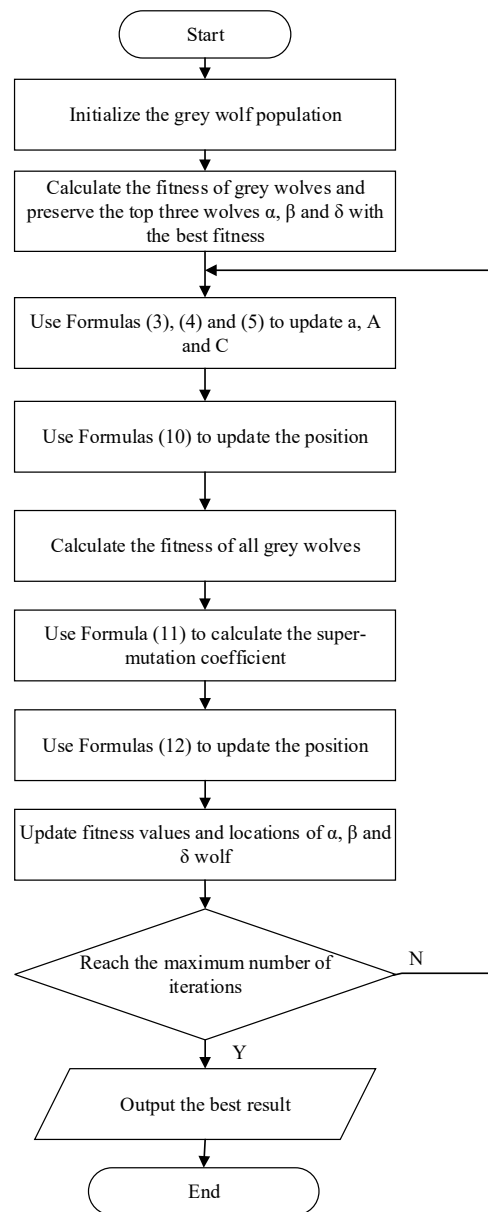 Start
Initialize the grey wolf population
Calculate the fitness of grey wolves and
preserve the top three wolves α, β and δ with
the best fitness
Use Formulas (3), (4) and (5) to update a, A
and C
Use Formulas (10) to update the position
Calculate the fitness of all grey wolves
Use Formula (11) to calculate the super-
mutation coefficient
Use Formulas (12) to update the position
Update fitness values and locations of α, β and
δ wolf
Reach the maximum number of
iterations
N
Y
Output the best result
End